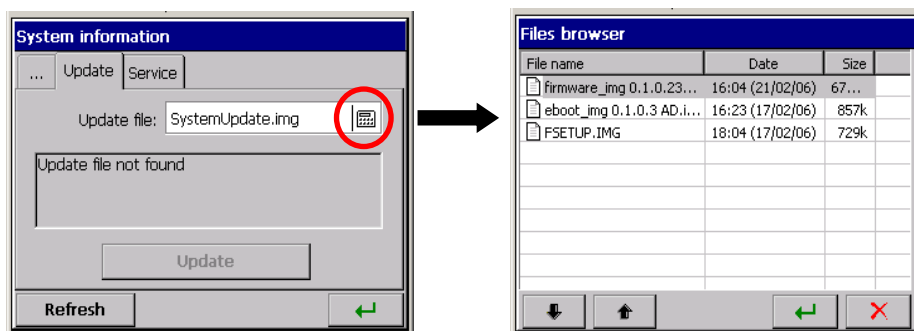 System information
... Update Service
Update file: SystemUpdate.img
Update file not found
Update
Refresh
Files browser
File name Date Size
firmware_img 0.1.0.23... 16:04 (21/02/06) 67...
eboot_img 0.1.0.3 AD.i... 16:23 (17/02/06) 857k
FSETUP.IMG 18:04 (17/02/06) 729k